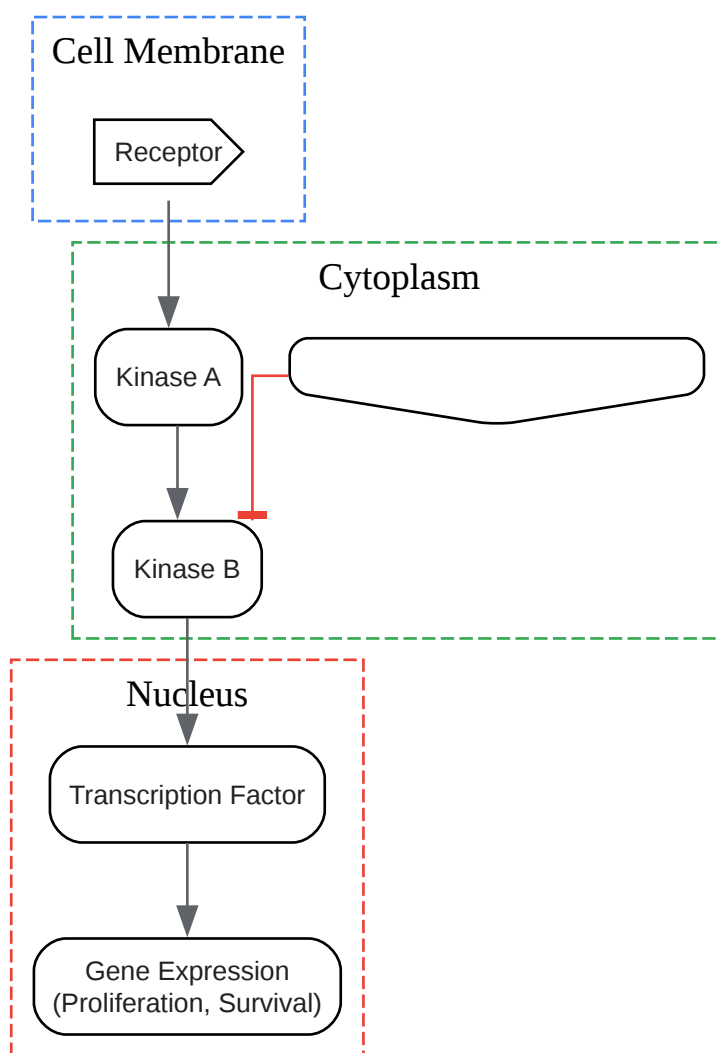 Cell Membrane
Receptor
Cytoplasm
Kinase A
Kinase B
Nucleus
Transcription Factor
Gene Expression
(Proliferation, Survival)